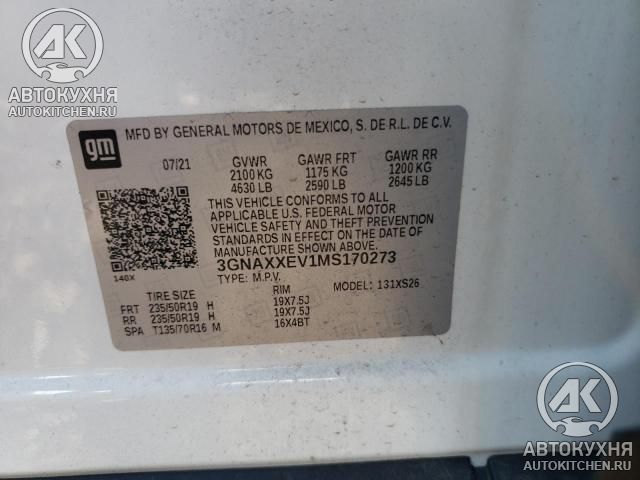 АК
АВТОКУХНЯ
AUTOKITCHEN.RU
gm
MFD BY GENERAL MOTORS DE MEXICO, S. DE R.L. DE C.V.
07/21 GVWR GAWR FRT GAWR RR
2100 KG 1175 KG 1200 KG
4630 LB 2590 LB 2645 LB
THIS VEHICLE CONFORMS TO ALL
APPLICABLE U.S. FEDERAL MOTOR
VEHICLE SAFETY AND THEFT PREVENTION
STANDARDS IN EFFECT ON THE DATE OF
MANUFACTURE SHOWN ABOVE.
140X 3GNAXXEV1MS170273
TYPE: M.P.V. MODEL: 131XS26
TIRE SIZE RIM
FRT 235/50R19 H 19X7.5J
RR 235/50R19 H 19X7.5J
SPA T135/70R16 M 16X4BT
АК
АВТОКУХНЯ
AUTOKITCHEN.RU